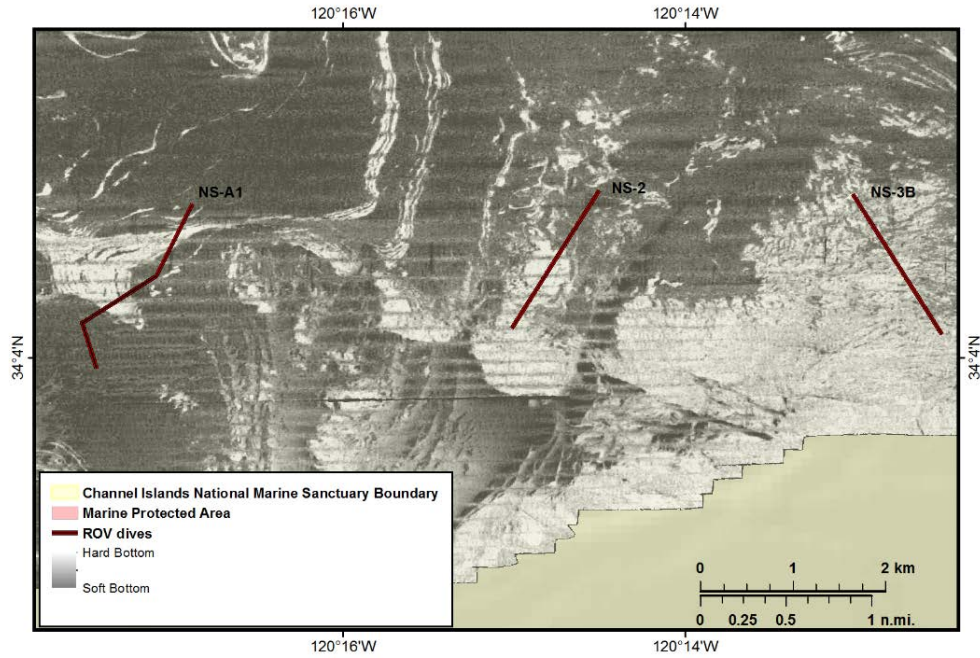 120°16'W 120°14'W
NS-A1
NS-2
NS-3B
34°4'N 34°4'N
Channel Islands National Marine Sanctuary Boundary
Marine Protected Area
ROV dives
Hard Bottom
Soft Bottom
0 1 2 km
0 0.25 0.5 1 n.mi.
120°16'W 120°14'W